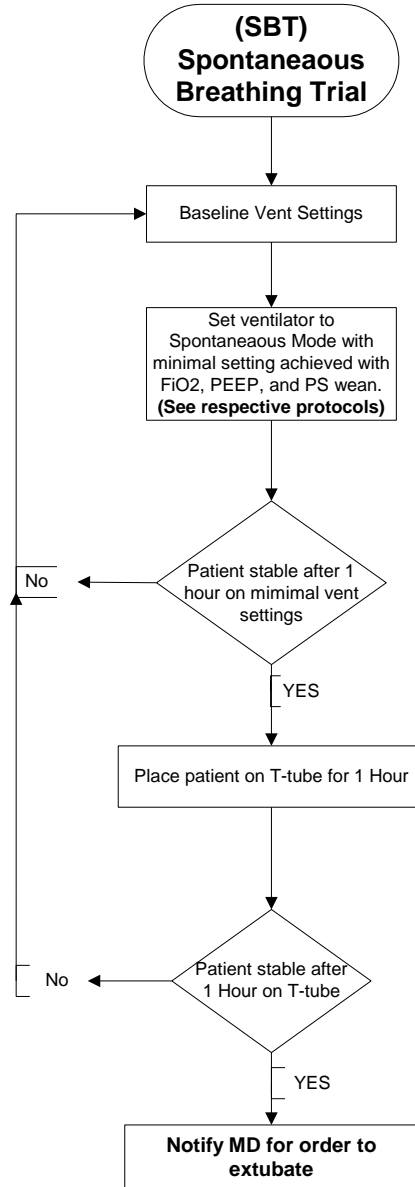 (SBT)
Spontaneaous
Breathing Trial
Baseline Vent Settings
Set ventilator to
Spontaneaous Mode with
minimal setting achieved with
FiO2, PEEP, and PS wean.
(See respective protocols)
Patient stable after 1
hour on mimimal vent
settings
No
YES
Place patient on T-tube for 1 Hour
Patient stable after
1 Hour on T-tube
No
YES
Notify MD for order to
extubate